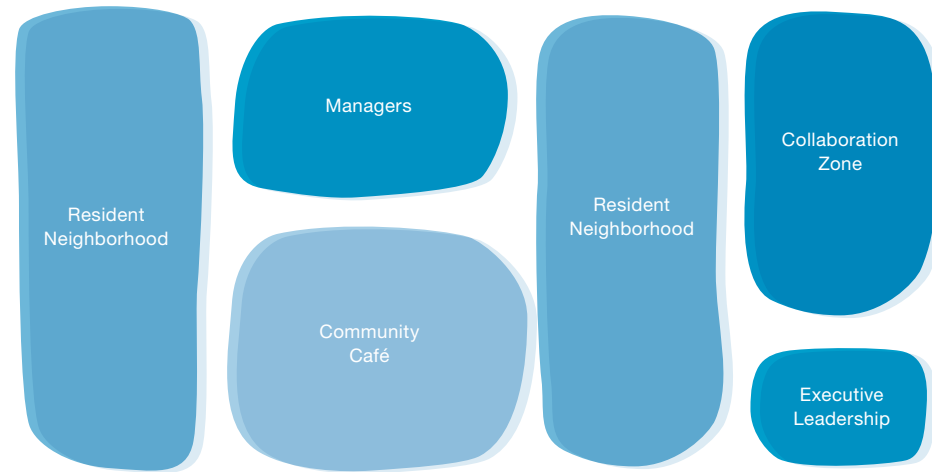 Resident
Neighborhood
Managers
Community
Café
Resident
Neighborhood
Collaboration
Zone
Executive
Leadership